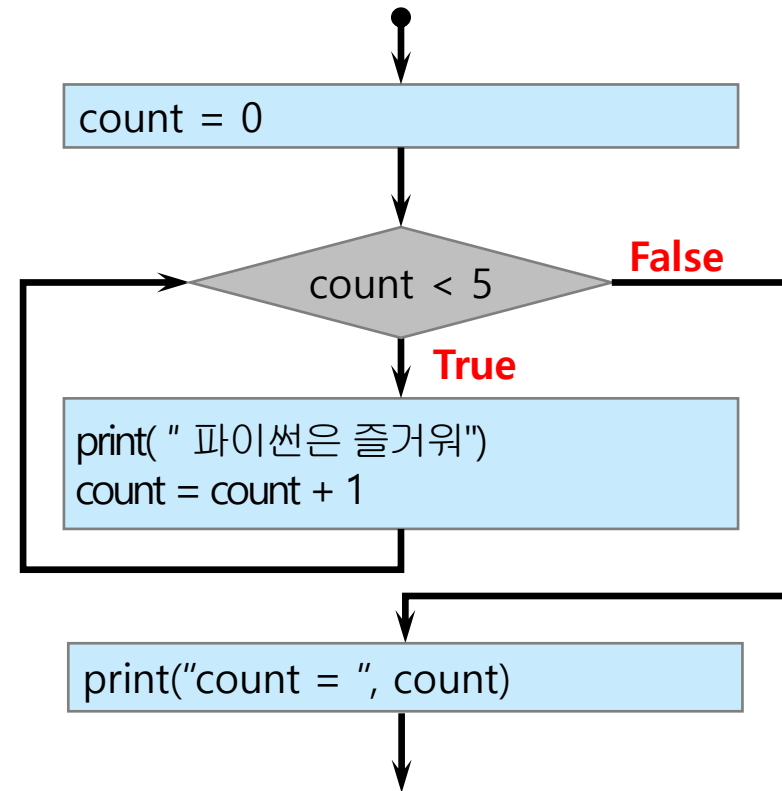 count = 0
count < 5
False
True
print( " 파이썬은 즐거워")
count = count + 1
print(“count = ”, count)